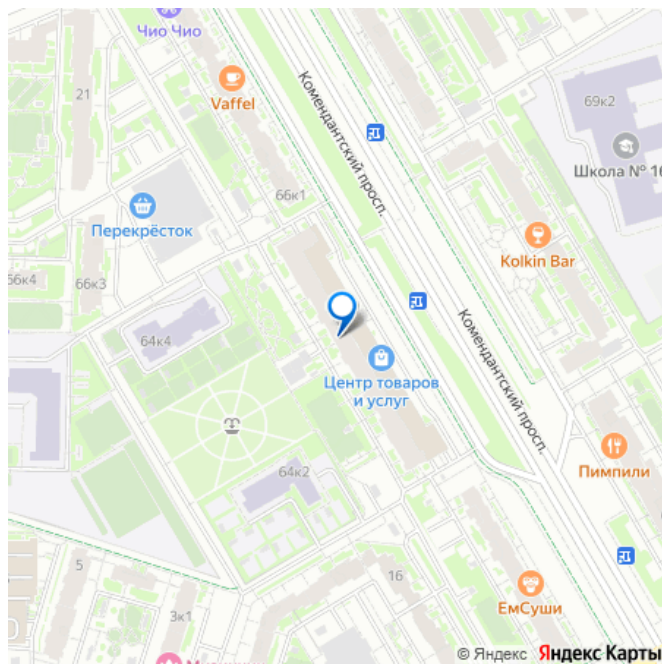 Чио Чио
21
Vaffel
Комендантский просп.
69к2
Школа № 16
66к1
Перекрёсток
Kolkin Bar
66к4
66к3
64к4
Комендантский просп.
Центр товаров
и услуг
Пимпили
64к2
5
16
ЕмСуши
3к1
© Яндекс Яндекс Карты